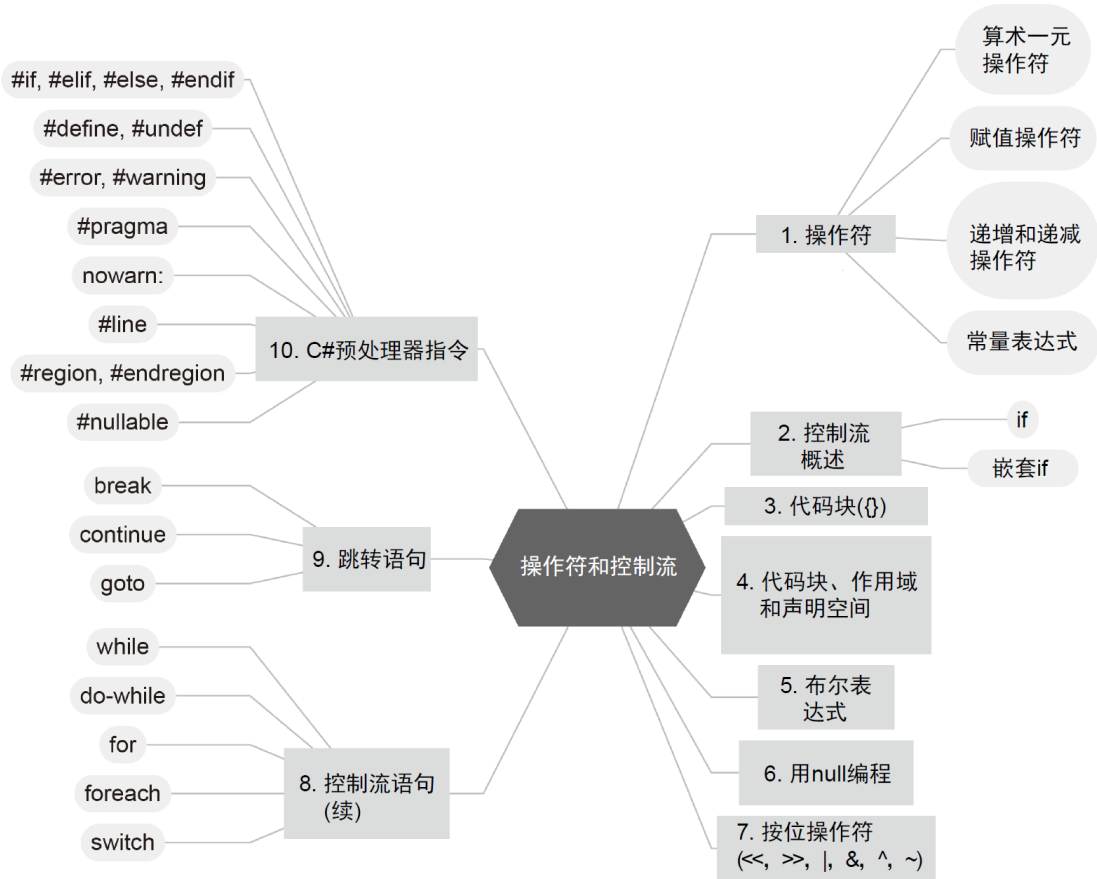 操作符和控制流
1. 操作符
算术一元
操作符
赋值操作符
递增和递减
操作符
常量表达式
2. 控制流
概述
if
嵌套if
3. 代码块({})
4. 代码块、作用域
和声明空间
5. 布尔表
达式
6. 用null编程
7. 按位操作符
(<<, >>, |, &, ^, ~)
8. 控制流语句
(续)
while
do-while
for
foreach
switch
9. 跳转语句
break
continue
goto
10. C#预处理器指令
#if, #elif, #else, #endif
#define, #undef
#error, #warning
#pragma
nowarn:
#line
#region, #endregion
#nullable